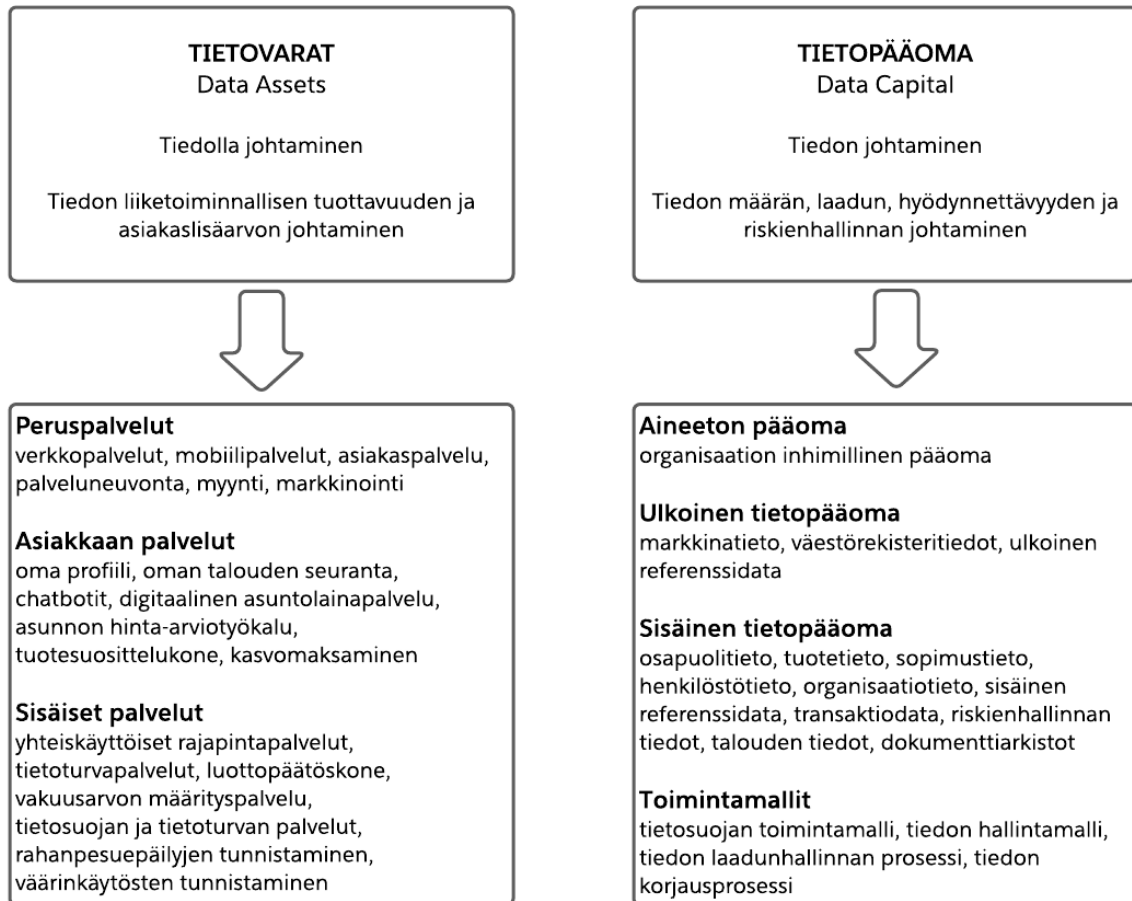 TIETOVARAT
Data Assets
Tiedolla johtaminen
Tiedon liiketoiminnallisen tuottavuuden ja
asiakaslisäarvon johtaminen
Peruspalvelut
verkkopalvelut, mobiilipalvelut, asiakaspalvelu,
palveluneuvonta, myynti, markkinointi
Asiakkaan palvelut
oma profiili, oman talouden seuranta,
chatbotit, digitaalinen asuntolainapalvelu,
asunnon hinta-arviotyökalu,
tuotesuosittelukone, kasvomaksaminen
Sisäiset palvelut
yhteiskäyttöiset rajapintapalvelut,
tietoturvapalvelut, luottopäätöskone,
vakuusarvon määrityspalvelu,
tietosuojan ja tietoturvan palvelut,
rahanpesuepäilyjen tunnistaminen,
väärinkäytösten tunnistaminen
TIETOPÄÄOMA
Data Capital
Tiedon johtaminen
Tiedon määrän, laadun, hyödynnettävyyden ja
riskienhallinnan johtaminen
Aineeton pääoma
organisaation inhimillinen pääoma
Ulkoinen tietopääoma
markkinatieto, väestörekisteritiedot, ulkoinen
referenssidata
Sisäinen tietopääoma
osapuolitieto, tuotetieto, sopimustieto,
henkilöstötieto, organisaatiotieto, sisäinen
referenssidata, transaktiodata, riskienhallinnan
tiedot, talouden tiedot, dokumenttiarkistot
Toimintamallit
tietosuojan toimintamalli, tiedon hallintamalli,
tiedon laadunhallinnan prosessi, tiedon
korjausprosessi